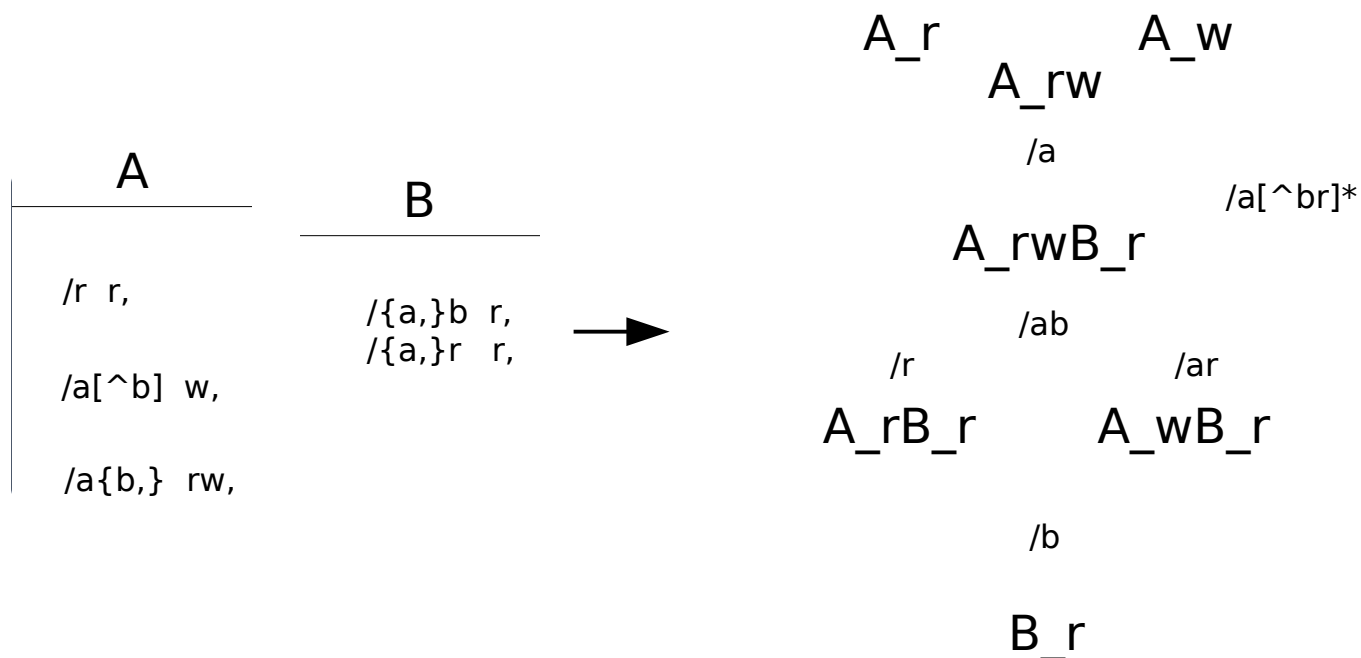 A
/r r,
/a[^b] w,
/a{b,} rw,
B
/{a,}b r,
/{a,}r r,
A_r A_w
A_rw
/a
/a[^br]*
A_rwB_r
/ab
/r /ar
A_rB_r A_wB_r
/b
B_r